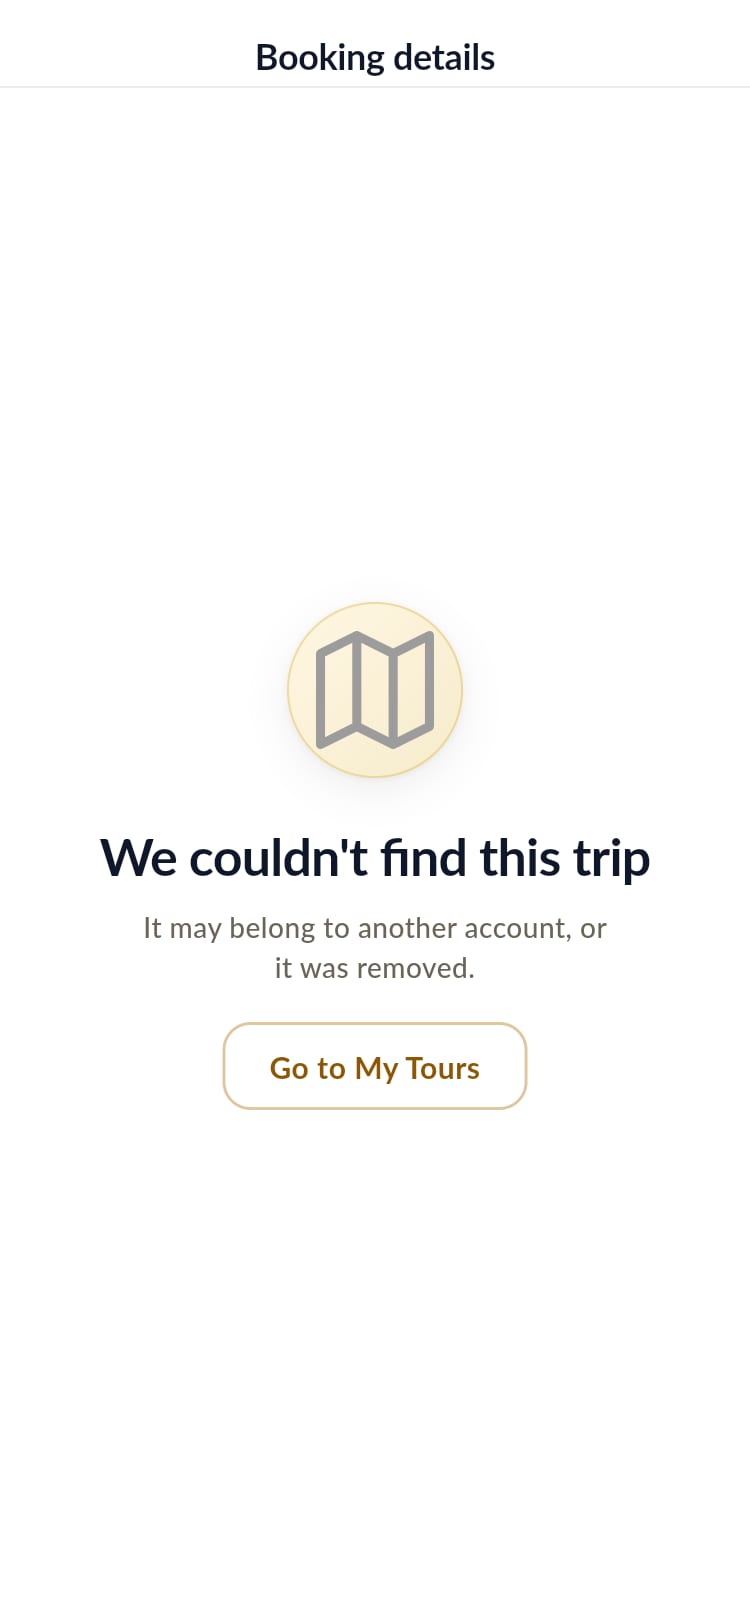 Booking details
We couldn't find this trip
It may belong to another account, or
it was removed.
Go to My Tours